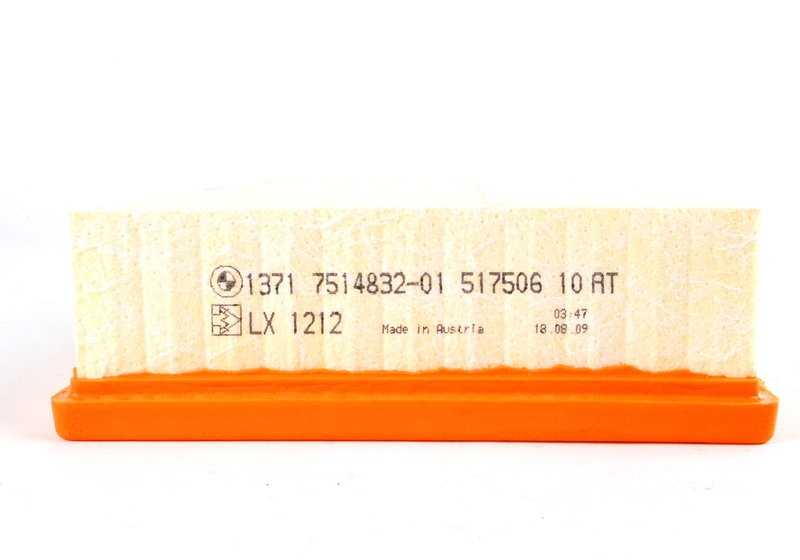 1371 7514832-01 517506 10 AT
LX 1212
Made in Austria
03:47
18.08.09